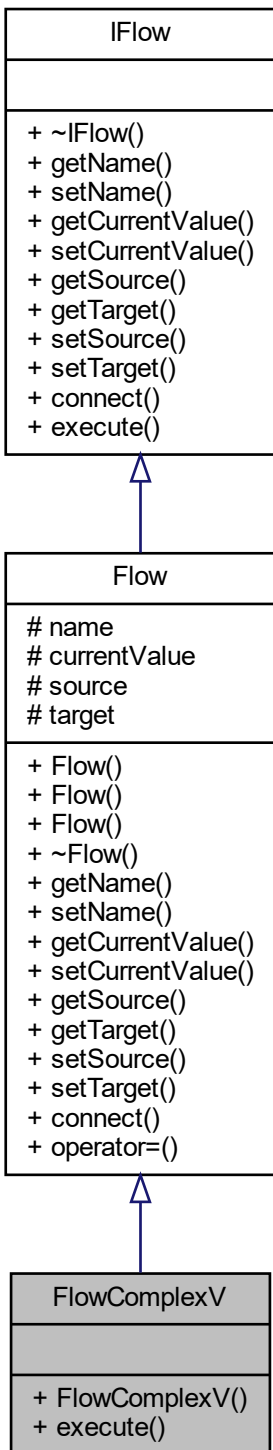 IFlow
+ ~IFlow()
+ getName()
+ setName()
+ getCurrentValue()
+ setCurrentValue()
+ getSource()
+ getTarget()
+ setSource()
+ setTarget()
+ connect()
+ execute()
Flow
# name
# currentValue
# source
# target
+ Flow()
+ Flow()
+ Flow()
+ ~Flow()
+ getName()
+ setName()
+ getCurrentValue()
+ setCurrentValue()
+ getSource()
+ getTarget()
+ setSource()
+ setTarget()
+ connect()
+ operator=()
FlowComplexV
+ FlowComplexV()
+ execute()